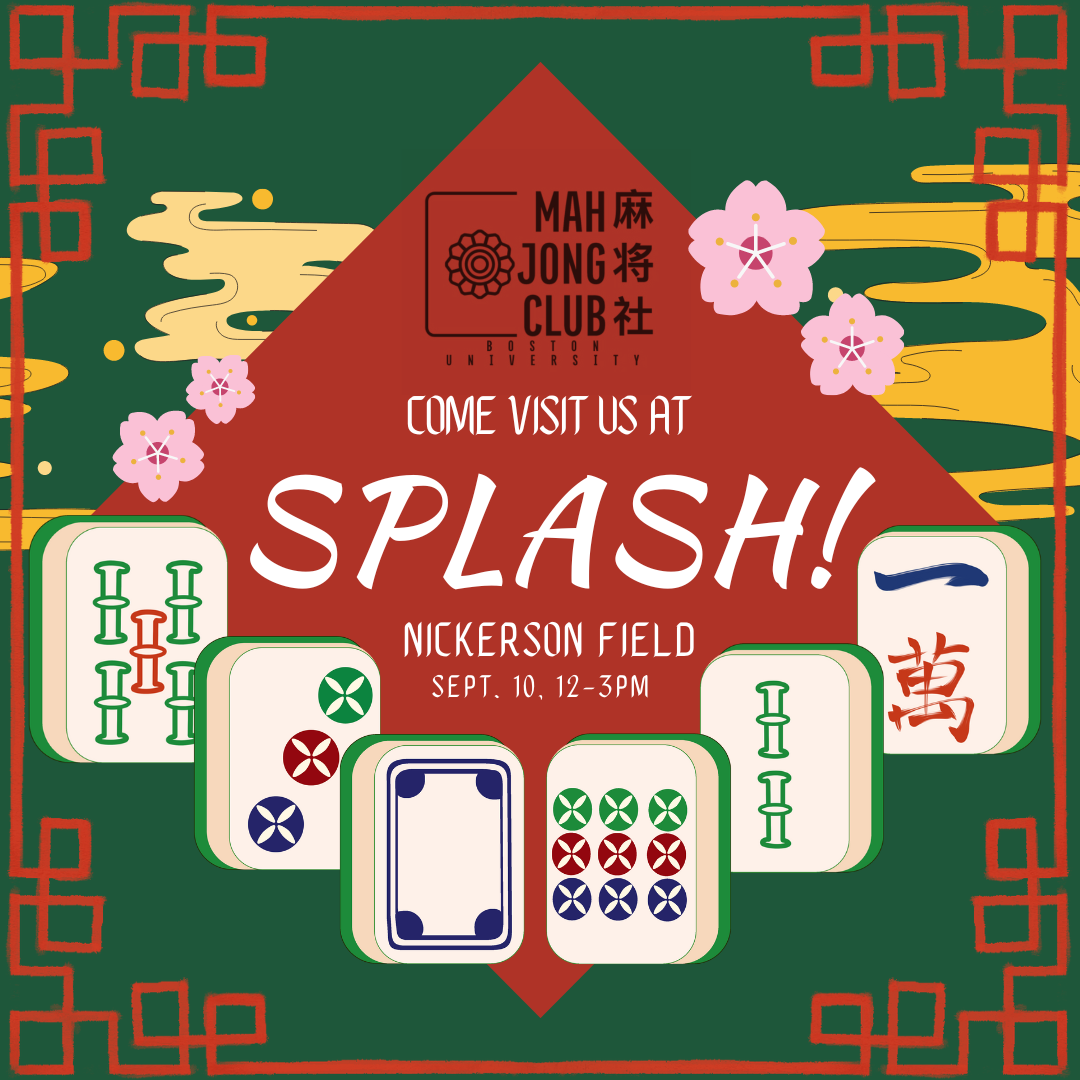 MAH 麻
JONG 将
CLUB 社
BOSTON
UNIVERSITY
COME VISIT US AT
SPLASH!
NICKERSON FIELD
SEPT. 10, 12-3PM
一
萬